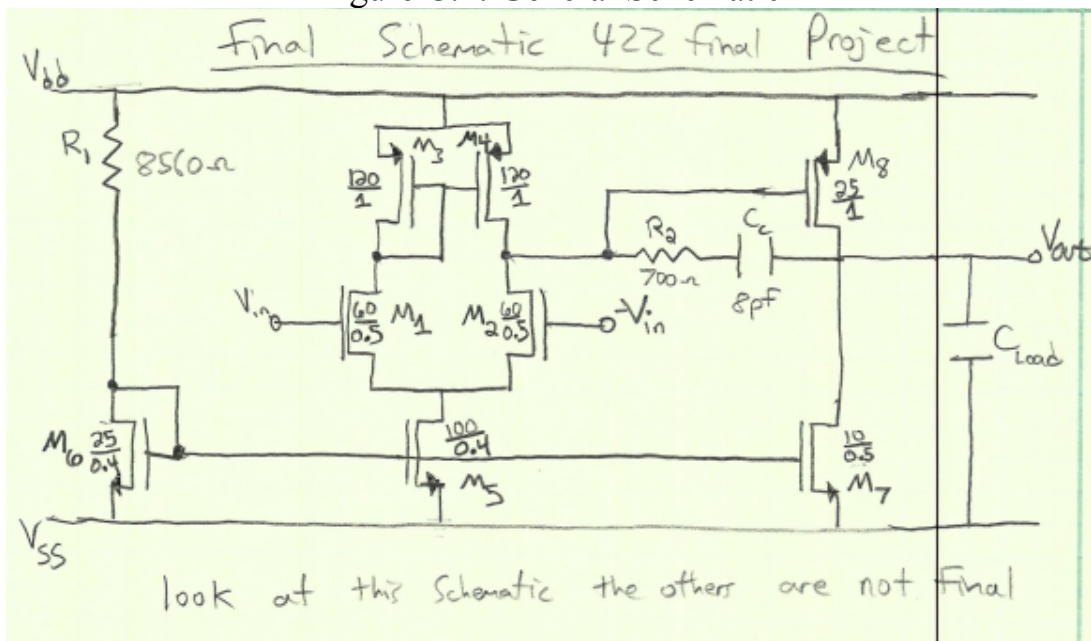 Final Schematic 422 final Project
Vdd
R1
8560Ω
M3
M4
120/1
120/1
M8
25/1
R2
700Ω
Cc
8pf
Vout
Vin
60/0.5
M1
M2
60/0.5
-Vin
CLoad
M6
25/0.4
100/0.4
M5
10/0.5
M7
VSS
look at this Schematic the others are not Final